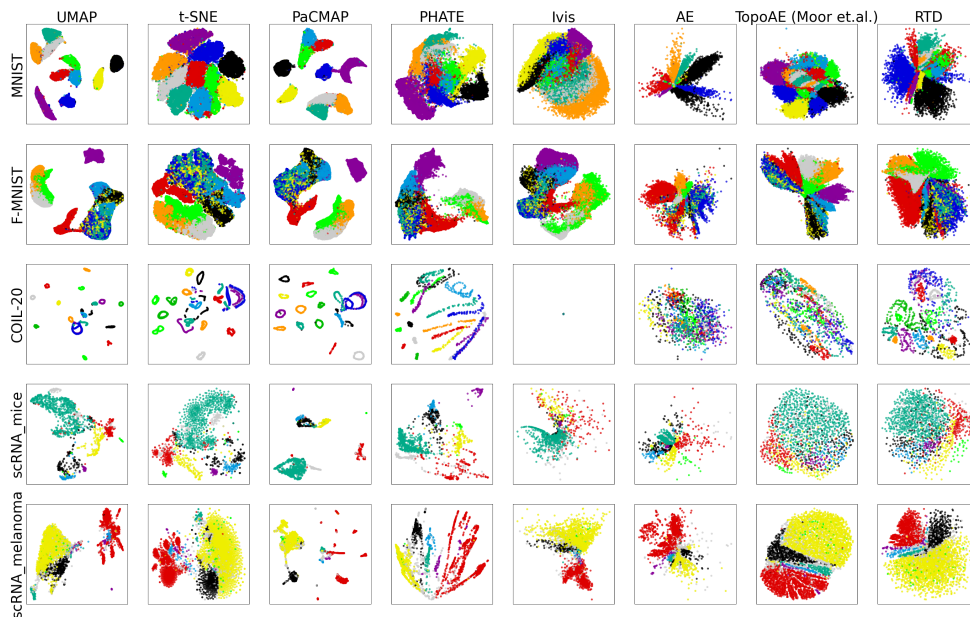 UMAP t-SNE PaCMAP PHATE Ivis AE TopoAE (Moor et.al.) RTD
MNIST
F-MNIST
COIL-20
scRNA_mice
scRNA_melanoma